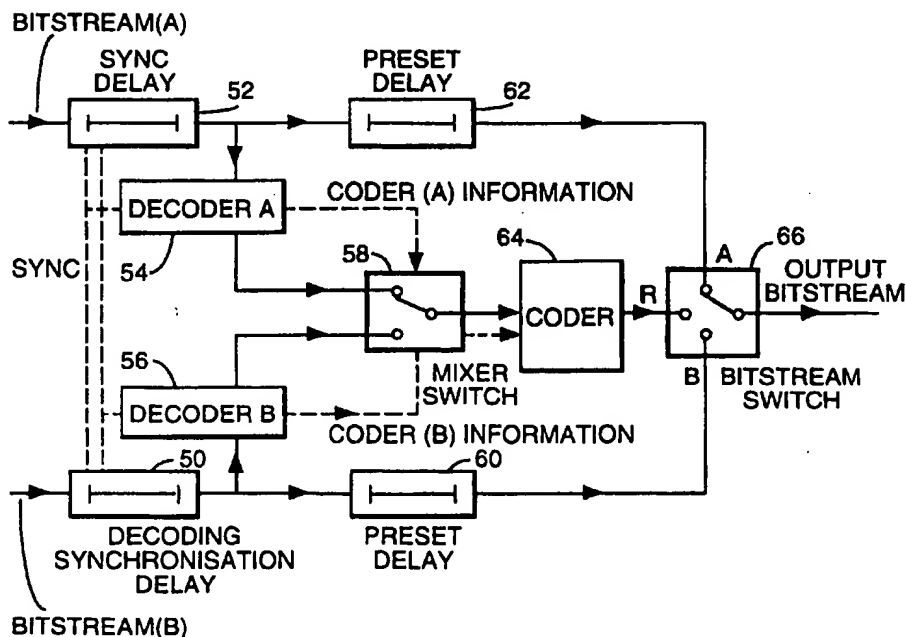 BITSTREAM(A)
SYNC
DELAY
52
PRESET
DELAY
62
DECODER A
54
CODER (A) INFORMATION
SYNC
58
64
CODER
R
A
66
OUTPUT
BITSTREAM
56
DECODER B
MIXER
SWITCH
B
BITSTREAM
SWITCH
CODER (B) INFORMATION
50
60
DECODING
SYNCHRONISATION
DELAY
PRESET
DELAY
BITSTREAM(B)